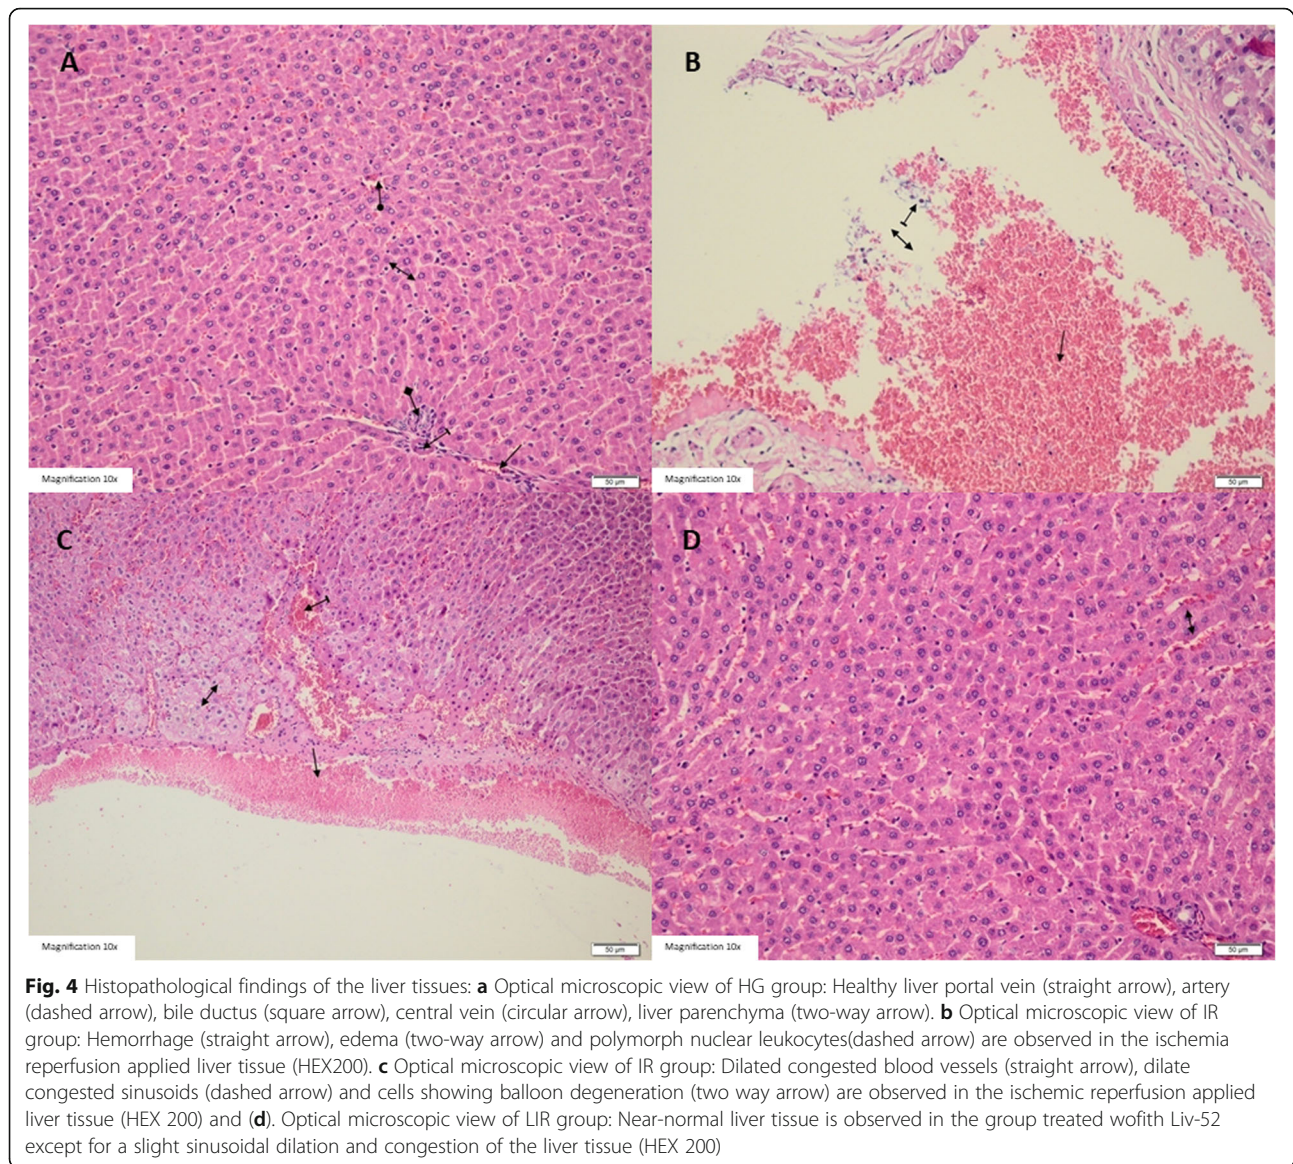 A
B
Magnification 10x
50 µm
Magnification 10x
50 µm
C
D
Magnification 10x
50 µm
Magnification 10x
50 µm
Fig. 4 Histopathological findings of the liver tissues: a Optical microscopic view of HG group: Healthy liver portal vein (straight arrow), artery
(dashed arrow), bile ductus (square arrow), central vein (circular arrow), liver parenchyma (two-way arrow). b Optical microscopic view of IR
group: Hemorrhage (straight arrow), edema (two-way arrow) and polymorph nuclear leukocytes(dashed arrow) are observed in the ischemia
reperfusion applied liver tissue (HEX200). c Optical microscopic view of IR group: Dilated congested blood vessels (straight arrow), dilate
congested sinusoids (dashed arrow) and cells showing balloon degeneration (two way arrow) are observed in the ischemic reperfusion applied
liver tissue (HEX 200) and (d). Optical microscopic view of LIR group: Near-normal liver tissue is observed in the group treated wofith Liv-52
except for a slight sinusoidal dilation and congestion of the liver tissue (HEX 200)